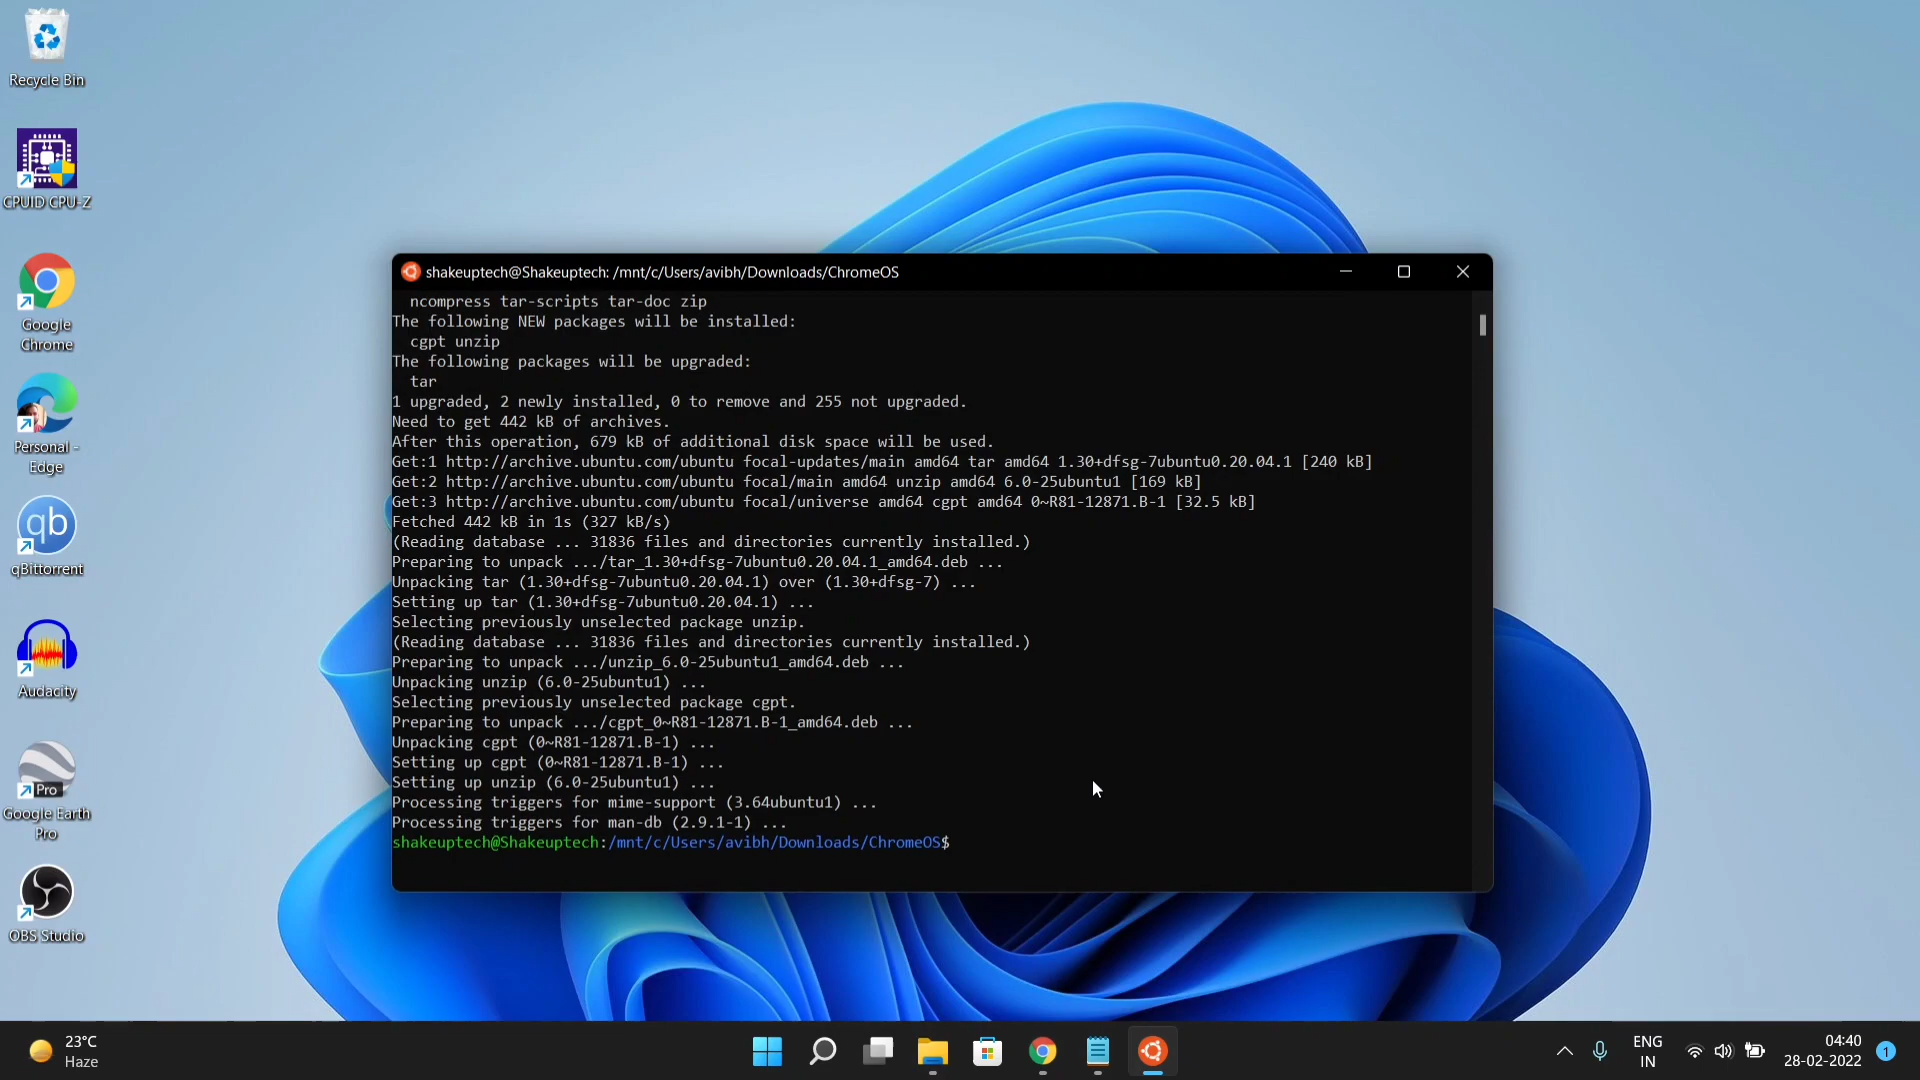 Recycle Bin
CPUID CPU-Z
Google
Chrome
Personal -
Edge
qb
qBittorrent
Audacity
Pro
Google Earth
Pro
OBS Studio
shakeuptech@Shakeuptech: /mnt/c/Users/avibh/Downloads/ChromeOS
ncompress tar-scripts tar-doc zip
The following NEW packages will be installed:
cgpt unzip
The following packages will be upgraded:
tar
1 upgraded, 2 newly installed, 0 to remove and 255 not upgraded.
Need to get 442 kB of archives.
After this operation, 679 kB of additional disk space will be used.
Get:1 http://archive.ubuntu.com/ubuntu focal-updates/main amd64 tar amd64 1.30+dfsg-7ubuntu0.20.04.1 [240 kB]
Get:2 http://archive.ubuntu.com/ubuntu focal/main amd64 unzip amd64 6.0-25ubuntu1 [169 kB]
Get:3 http://archive.ubuntu.com/ubuntu focal/universe amd64 cgpt amd64 0~R81-12871.B-1 [32.5 kB]
Fetched 442 kB in 1s (327 kB/s)
(Reading database ... 31836 files and directories currently installed.)
Preparing to unpack .../tar_1.30+dfsg-7ubuntu0.20.04.1_amd64.deb ...
Unpacking tar (1.30+dfsg-7ubuntu0.20.04.1) over (1.30+dfsg-7) ...
Setting up tar (1.30+dfsg-7ubuntu0.20.04.1) ...
Selecting previously unselected package unzip.
(Reading database ... 31836 files and directories currently installed.)
Preparing to unpack .../unzip_6.0-25ubuntu1_amd64.deb ...
Unpacking unzip (6.0-25ubuntu1) ...
Selecting previously unselected package cgpt.
Preparing to unpack .../cgpt_0~R81-12871.B-1_amd64.deb ...
Unpacking cgpt (0~R81-12871.B-1) ...
Setting up cgpt (0~R81-12871.B-1) ...
Setting up unzip (6.0-25ubuntu1) ...
Processing triggers for mime-support (3.64ubuntu1) ...
Processing triggers for man-db (2.9.1-1) ...
shakeuptech@Shakeuptech:/mnt/c/Users/avibh/Downloads/ChromeOS$
23°C
Haze
ENG
IN
04:40
28-02-2022
1